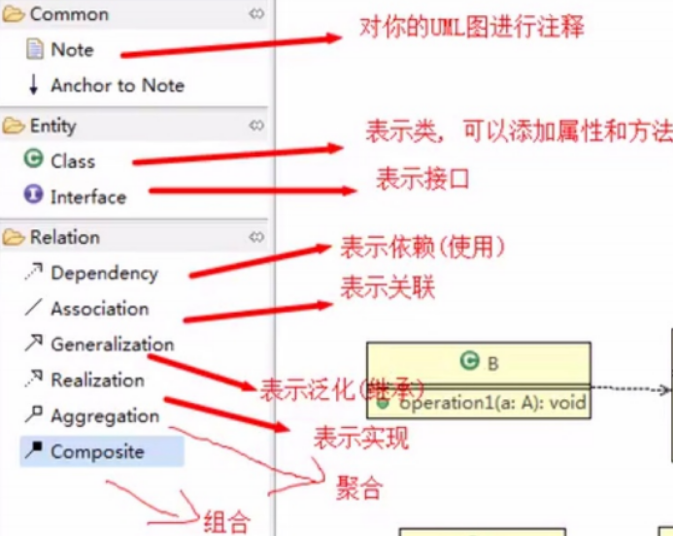 Common
Note
对你的UML图进行注释
Anchor to Note
Entity
Class
表示类, 可以添加属性和方法
Interface
表示接口
Relation
Dependency
表示依赖(使用)
Association
表示关联
Generalization
表示泛化(继承)
Realization
表示实现
Aggregation
聚合
Composite
组合
B
operation1(a: A): void